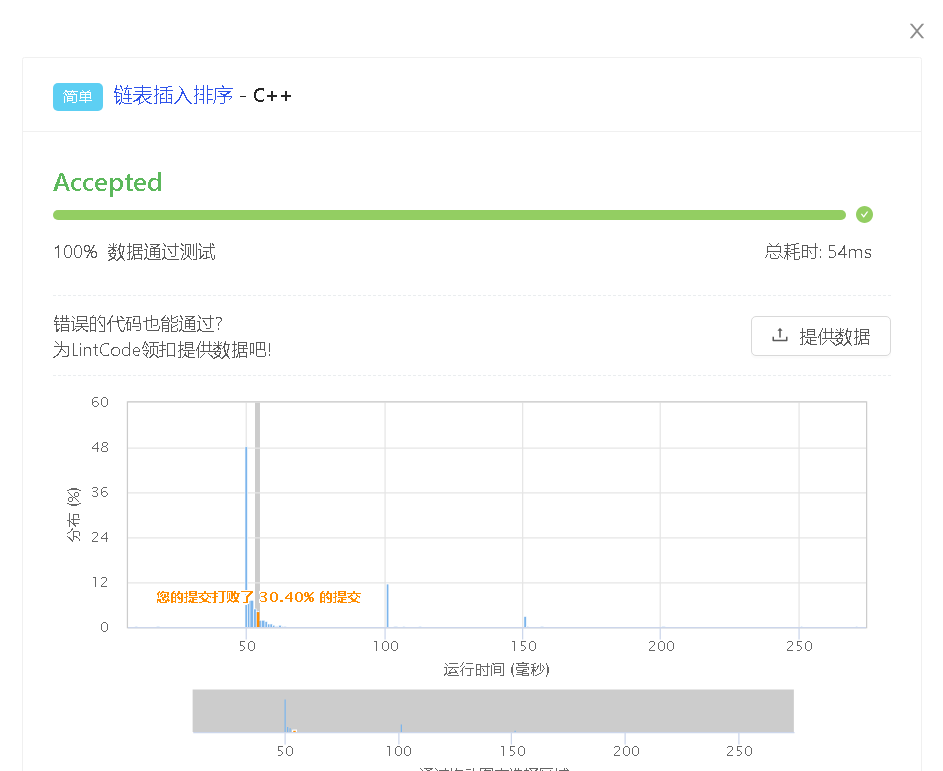 X
简单 链表插入排序 - C++
Accepted
100% 数据通过测试 总耗时: 54ms
错误的代码也能通过?
为LintCode领扣提供数据吧!
提供数据
60
48
36
24
12
0
分布 (%)
您的提交打败了 30.40% 的提交
50 100 150 200 250
运行时间 (毫秒)
50 100 150 200 250